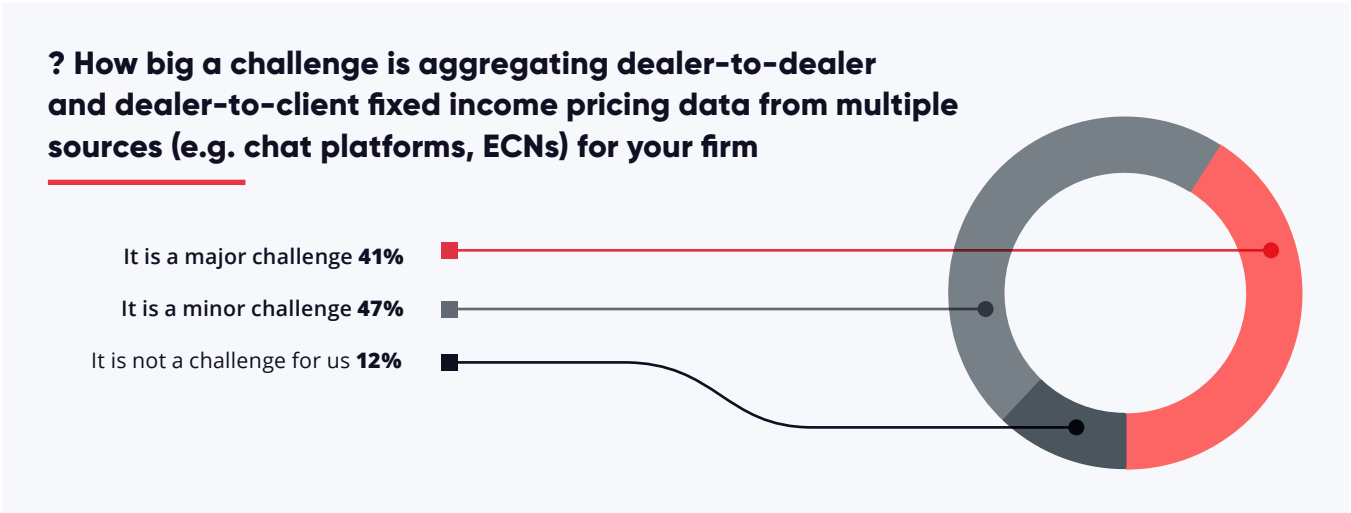 ? How big a challenge is aggregating dealer-to-dealer
and dealer-to-client fixed income pricing data from multiple
sources (e.g. chat platforms, ECNs) for your firm
It is a major challenge 41%
It is a minor challenge 47%
It is not a challenge for us 12%